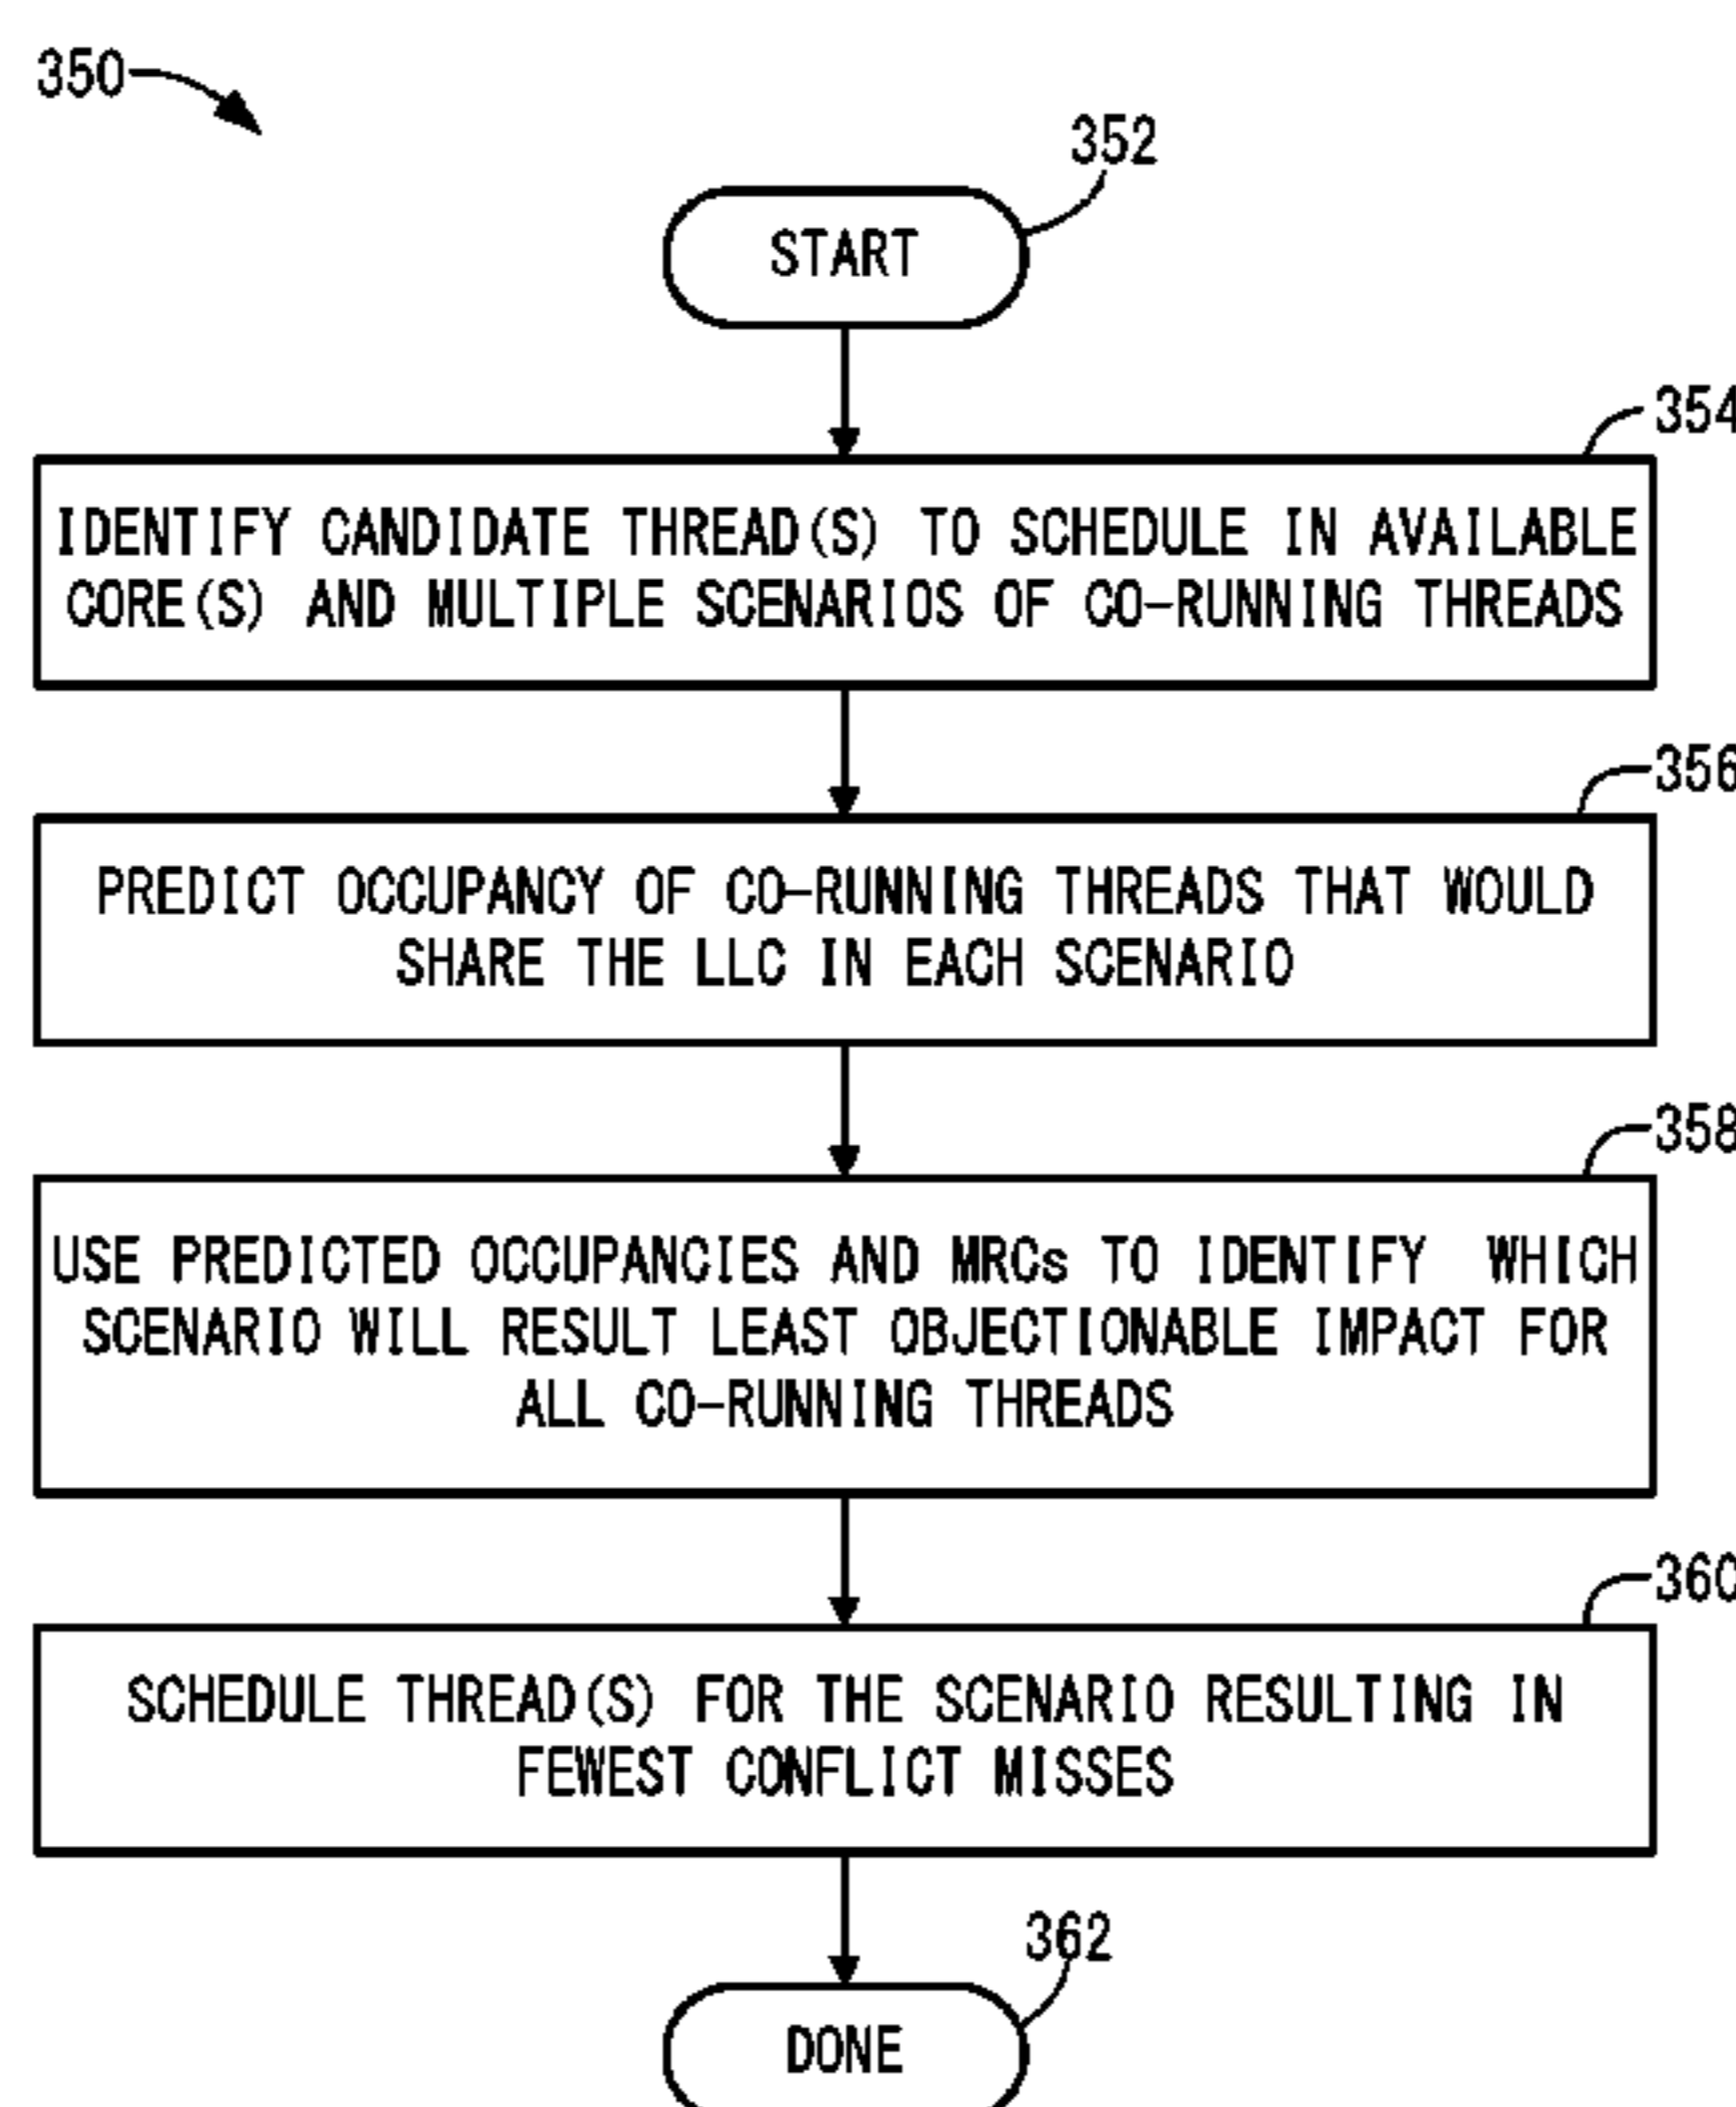 350
352
START
354
IDENTIFY CANDIDATE THREAD(S) TO SCHEDULE IN AVAILABLE
CORE(S) AND MULTIPLE SCENARIOS OF CO-RUNNING THREADS
356
PREDICT OCCUPANCY OF CO-RUNNING THREADS THAT WOULD
SHARE THE LLC IN EACH SCENARIO
358
USE PREDICTED OCCUPANCIES AND MRCs TO IDENTIFY WHICH
SCENARIO WILL RESULT LEAST OBJECTIONABLE IMPACT FOR
ALL CO-RUNNING THREADS
360
SCHEDULE THREAD(S) FOR THE SCENARIO RESULTING IN
FEWEST CONFLICT MISSES
362
DONE